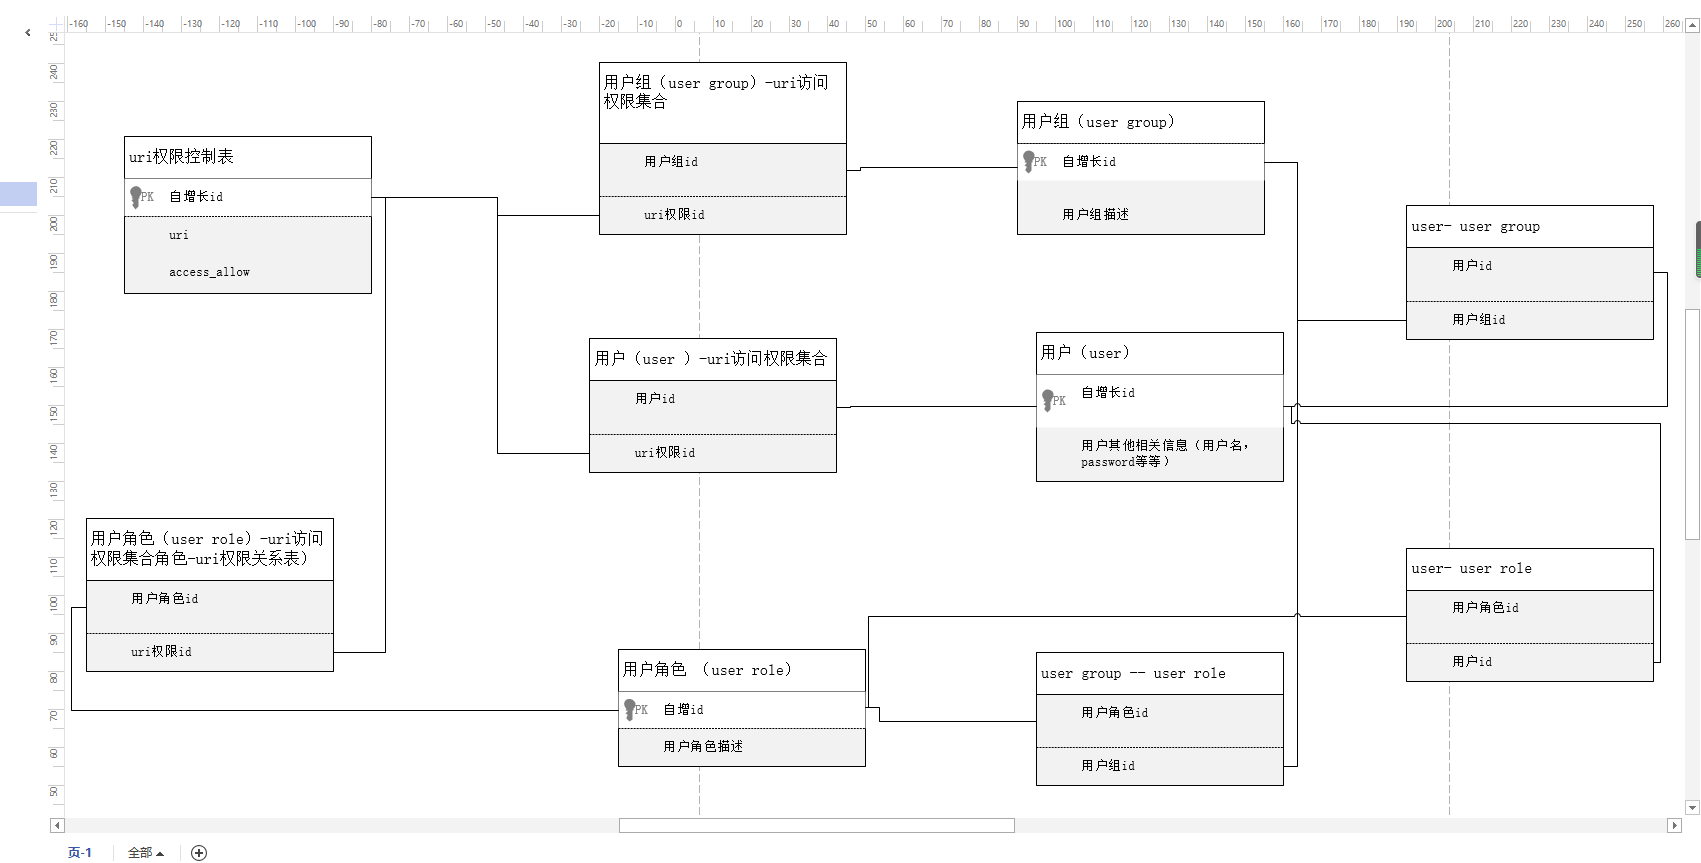 -160 -150 -140 -130 -120 -110 -100 -90 -80 -70 -60 -50 -40 -30 -20 -10 0 10 20 30 40 50 60 70 80 90 100 110 120 130 140 150 160 170 180 190 200 210 220 230 240 250 260
240
230
220
210
200
190
180
170
160
150
140
130
120
110
100
90
80
70
60
50
uri权限控制表
PK 自增长id
uri
access_allow
用户组（user group）-uri访问
权限集合
用户组id
uri权限id
用户组（user group）
PK 自增长id
用户组描述
user- user group
用户id
用户组id
用户（user ）-uri访问权限集合
用户id
uri权限id
用户（user）
自增长id
PK
用户其他相关信息（用户名，
password等等）
用户角色（user role）-uri访问
权限集合角色-uri权限关系表）
用户角色id
uri权限id
用户角色 （user role）
PK 自增id
用户角色描述
user group -- user role
用户角色id
用户组id
user- user role
用户角色id
用户id
页-1 全部